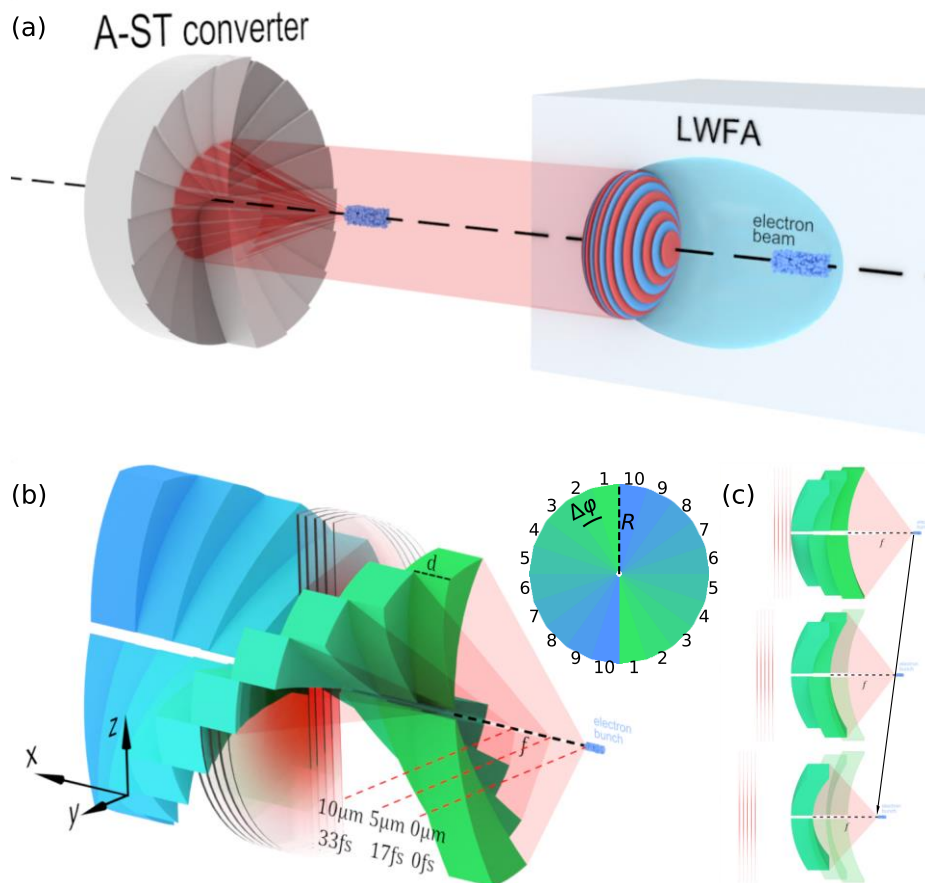 (a)
A-ST converter
LWFA
electron
beam
(b)
1 10
2 9
3 8
4 7
5 6
6 5
7 4
8 3
9 2
10 1
Δφ
R
d
f
electron
bunch
z
x
y
10μm 5μm 0μm
33fs 17fs 0fs
(c)
f
f
f